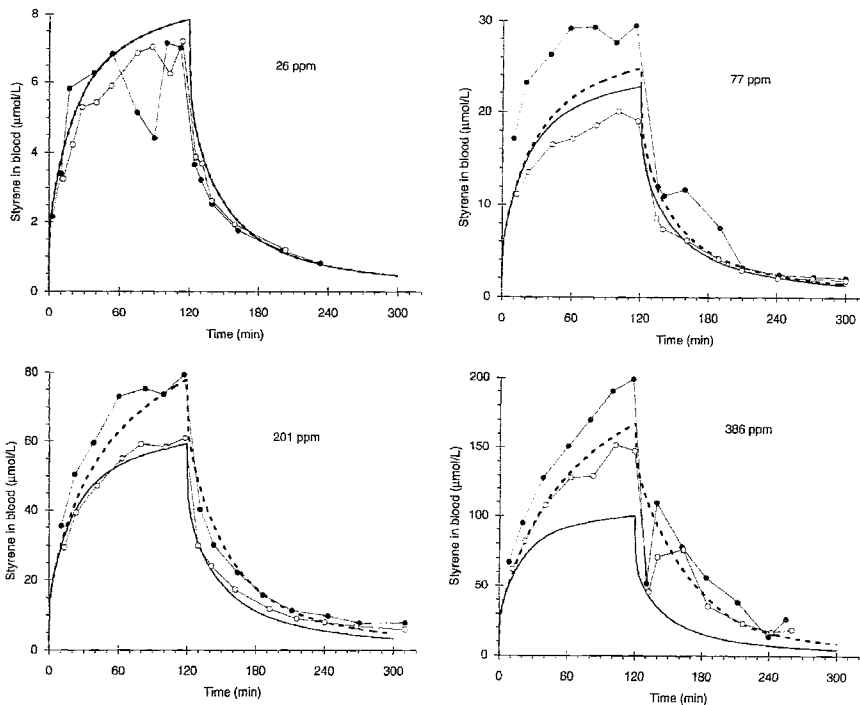 Styrene in blood (µmol/L)
8
6
4
2
0
26 ppm
0 60 120 180 240 300
Time (min)
Styrene in blood (µmol/L)
30
20
10
0
77 ppm
0 60 120 180 240 300
Time (min)
Styrene in blood (µmol/L)
80
60
40
20
0
201 ppm
0 60 120 180 240 300
Time (min)
Styrene in blood (µmol/L)
200
150
100
50
0
386 ppm
0 60 120 180 240 300
Time (min)